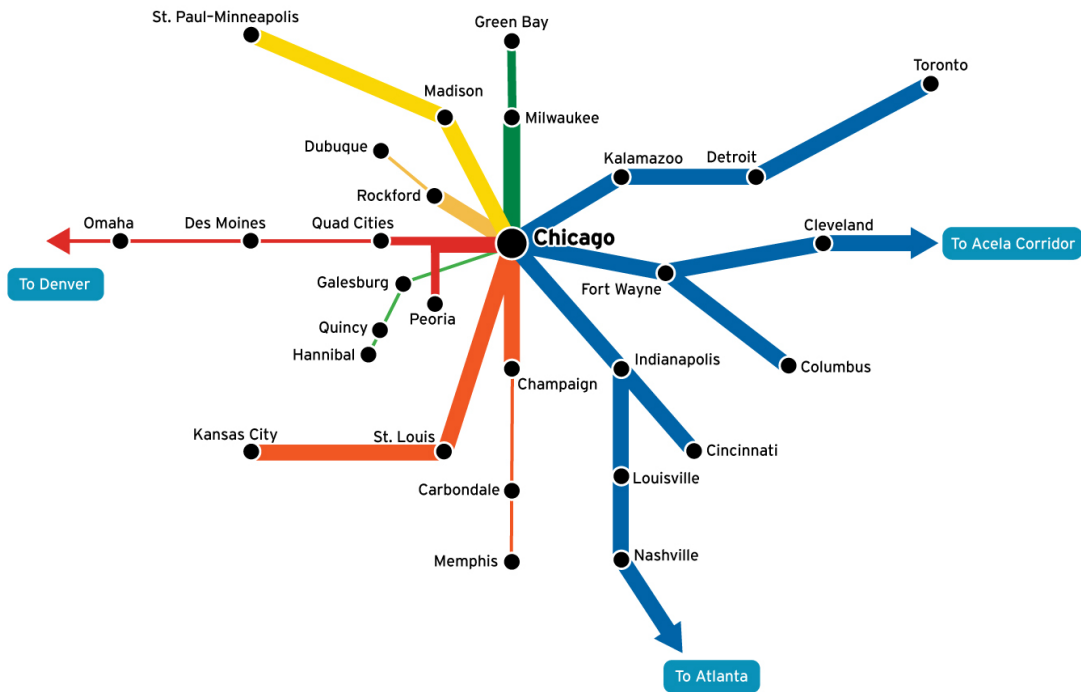 St. Paul–Minneapolis
Green Bay
Toronto
Madison
Milwaukee
Dubuque
Kalamazoo
Detroit
Rockford
Omaha
Des Moines
Quad Cities
Chicago
Cleveland
To Acela Corridor
To Denver
Galesburg
Fort Wayne
Peoria
Quincy
Hannibal
Indianapolis
Columbus
Champaign
Kansas City
St. Louis
Cincinnati
Louisville
Carbondale
Memphis
Nashville
To Atlanta